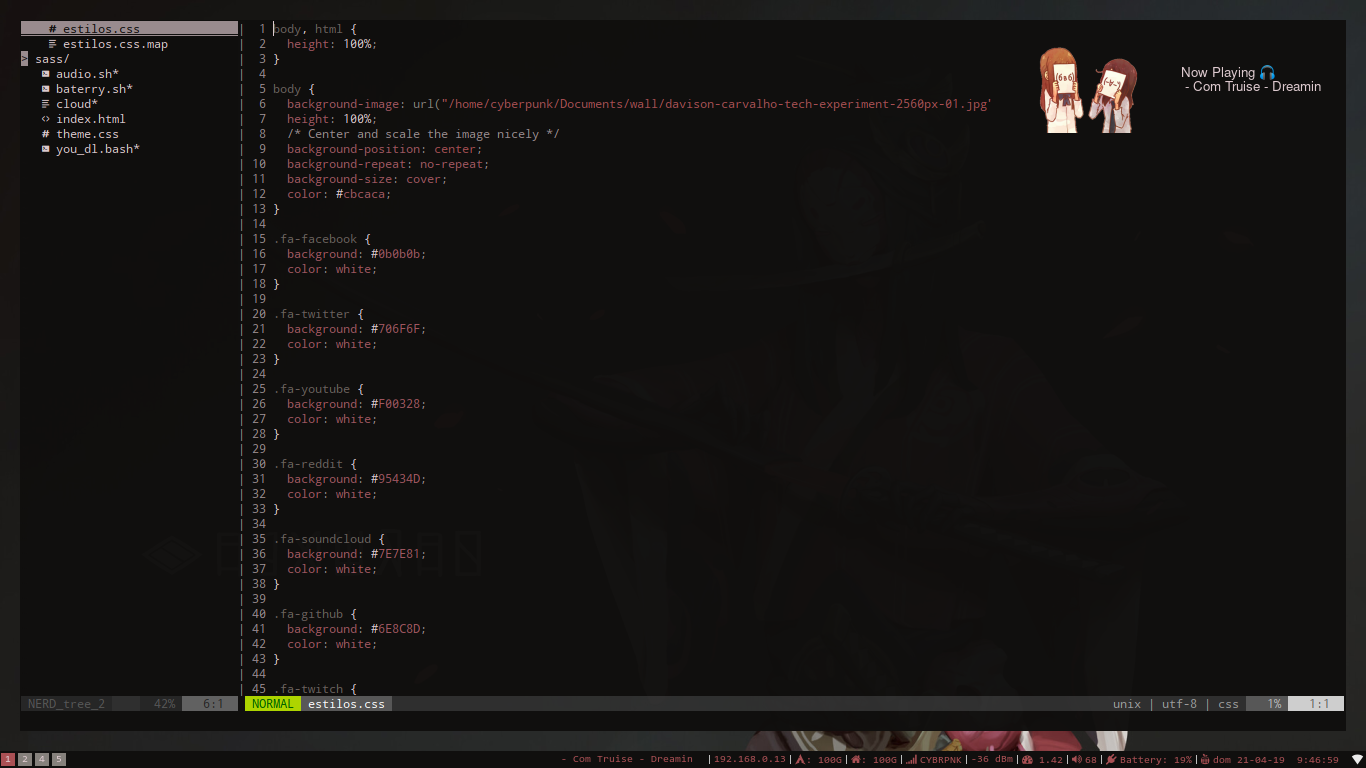 # estilos.css
estilos.css.map
> sass/
audio.sh*
baterry.sh*
cloud*
<> index.html
theme.css
you_dl.bash*
1 body, html {
2 height: 100%;
3 }
4
5 body {
6 background-image: url("/home/cyberpunk/Documents/wall/davison-carvalho-tech-experiment-2560px-01.jpg'
7 height: 100%;
8 /* Center and scale the image nicely */
9 background-position: center;
10 background-repeat: no-repeat;
11 background-size: cover;
12 color: #cbcaca;
13 }
14
15 .fa-facebook {
16 background: #0b0b0b;
17 color: white;
18 }
19
20 .fa-twitter {
21 background: #706F6F;
22 color: white;
23 }
24
25 .fa-youtube {
26 background: #F00328;
27 color: white;
28 }
29
30 .fa-reddit {
31 background: #95434D;
32 color: white;
33 }
34
35 .fa-soundcloud {
36 background: #7E7E81;
37 color: white;
38 }
39
40 .fa-github {
41 background: #6E8C8D;
42 color: white;
43 }
44
45 .fa-twitch {
Now Playing 🎧
- Com Truise - Dreamin
NERD_tree_2 42% 6:1
NORMAL estilos.css unix | utf-8 | css 1% 1:1
1 2 4 5 - Com Truise - Dreamin |192.168.0.13| : 100G| : 100G| CYBRPNK |-36 dBm| 1.42 | 68 | Battery: 19%| dom 21-04-19 9:46:59